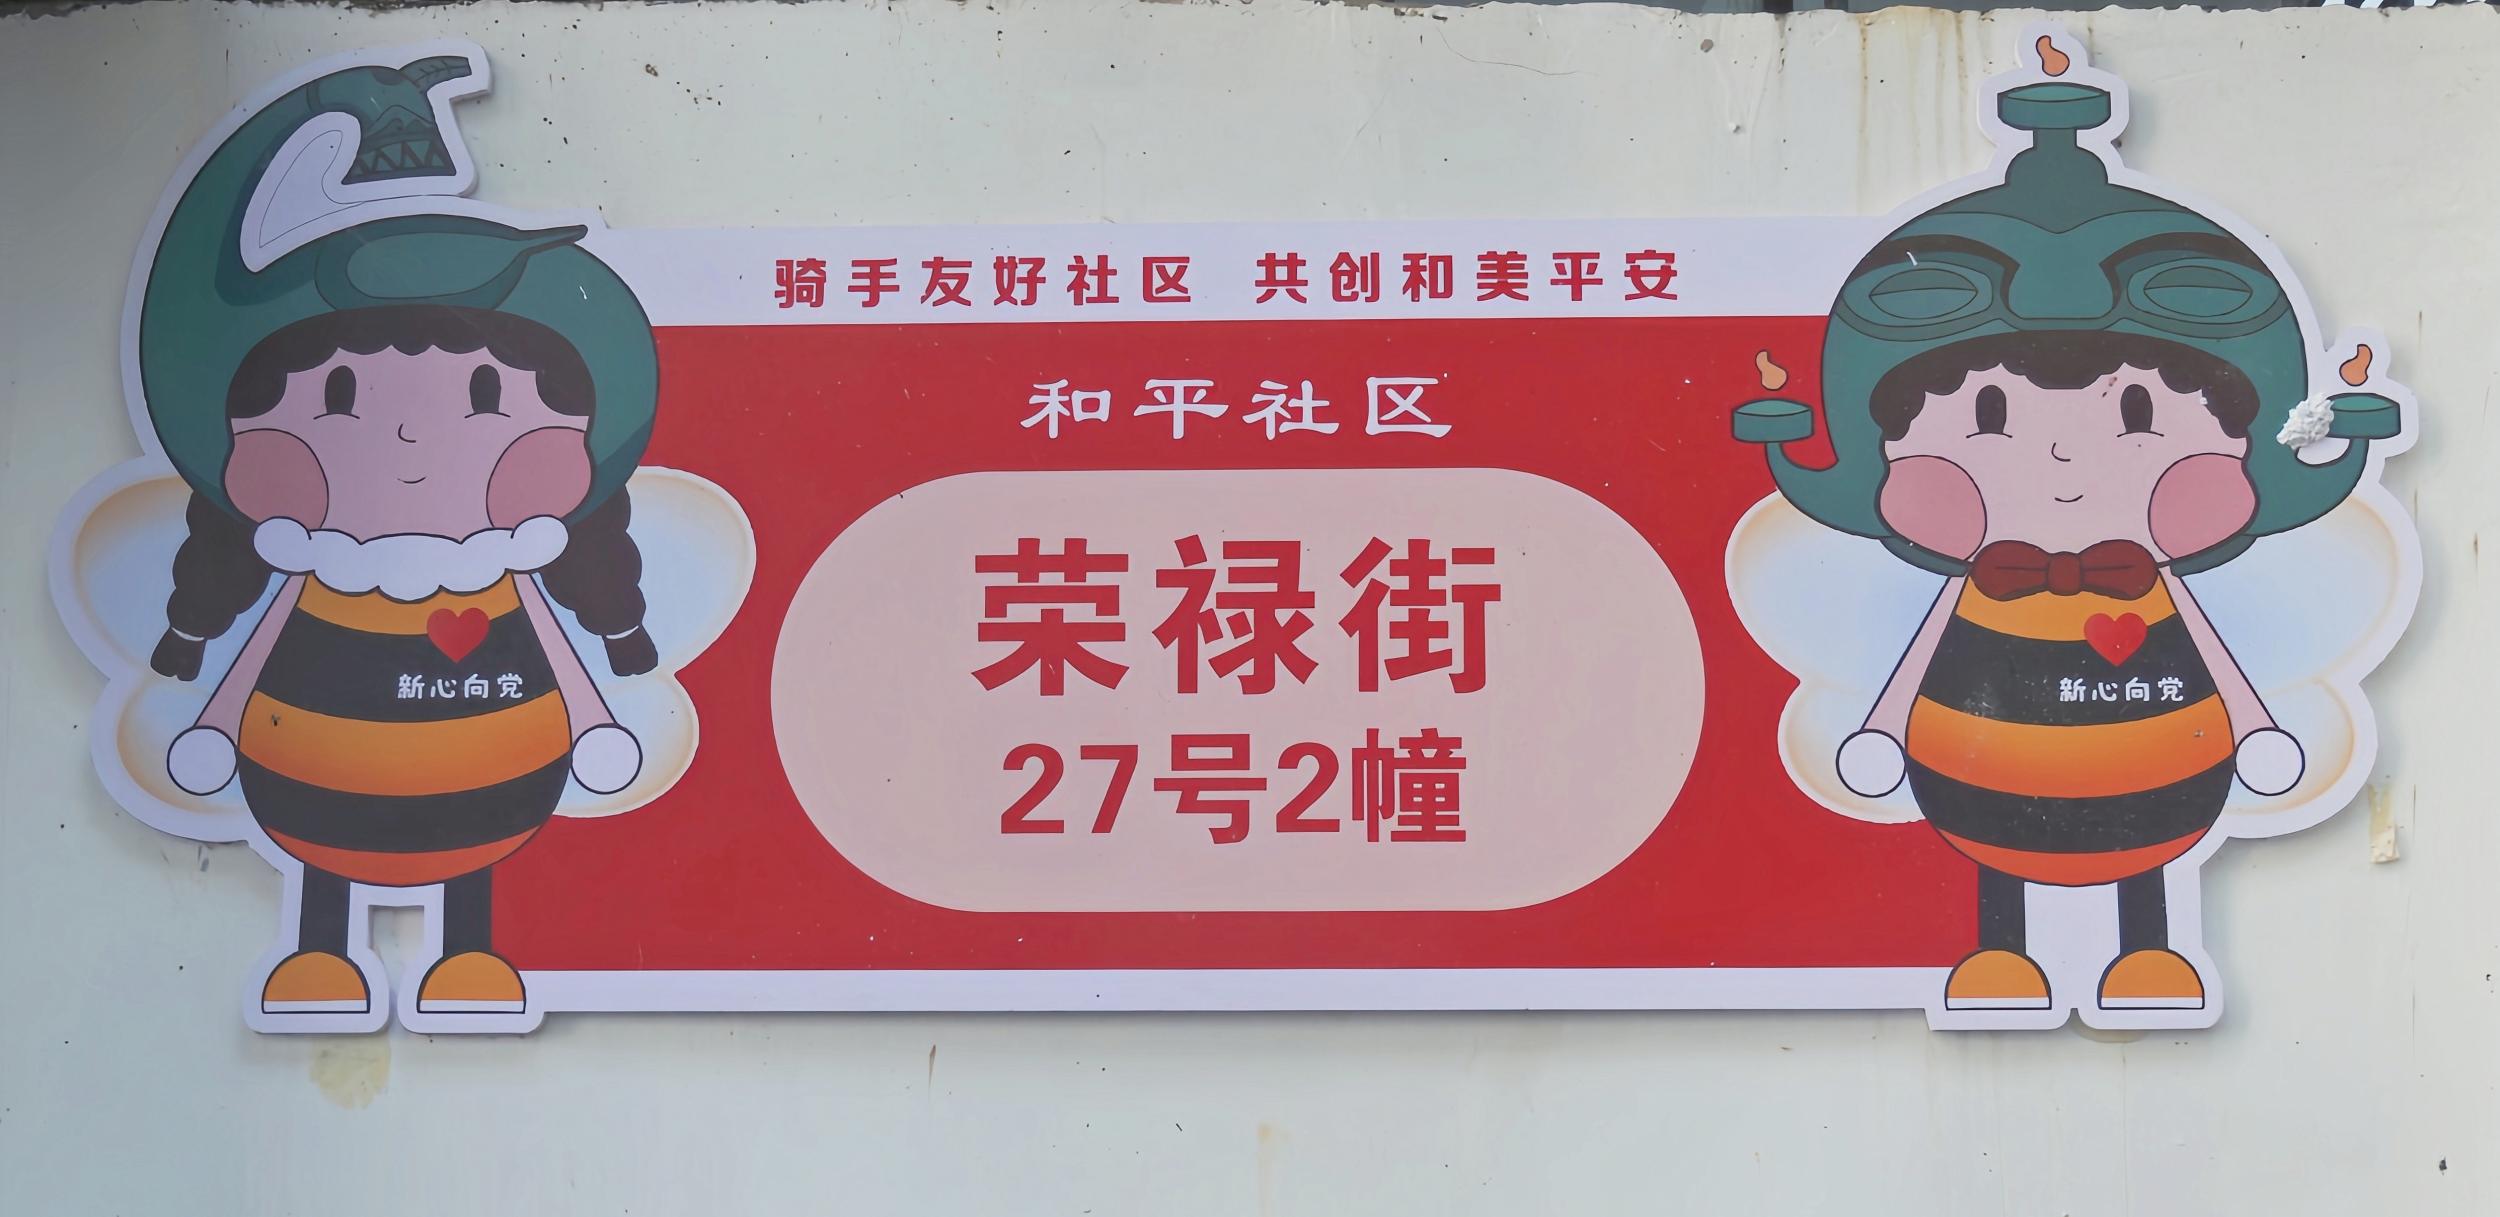 骑手友好社区 共创和美平安
和平社区
荣禄街
27号2幢
新心向党
新心向党